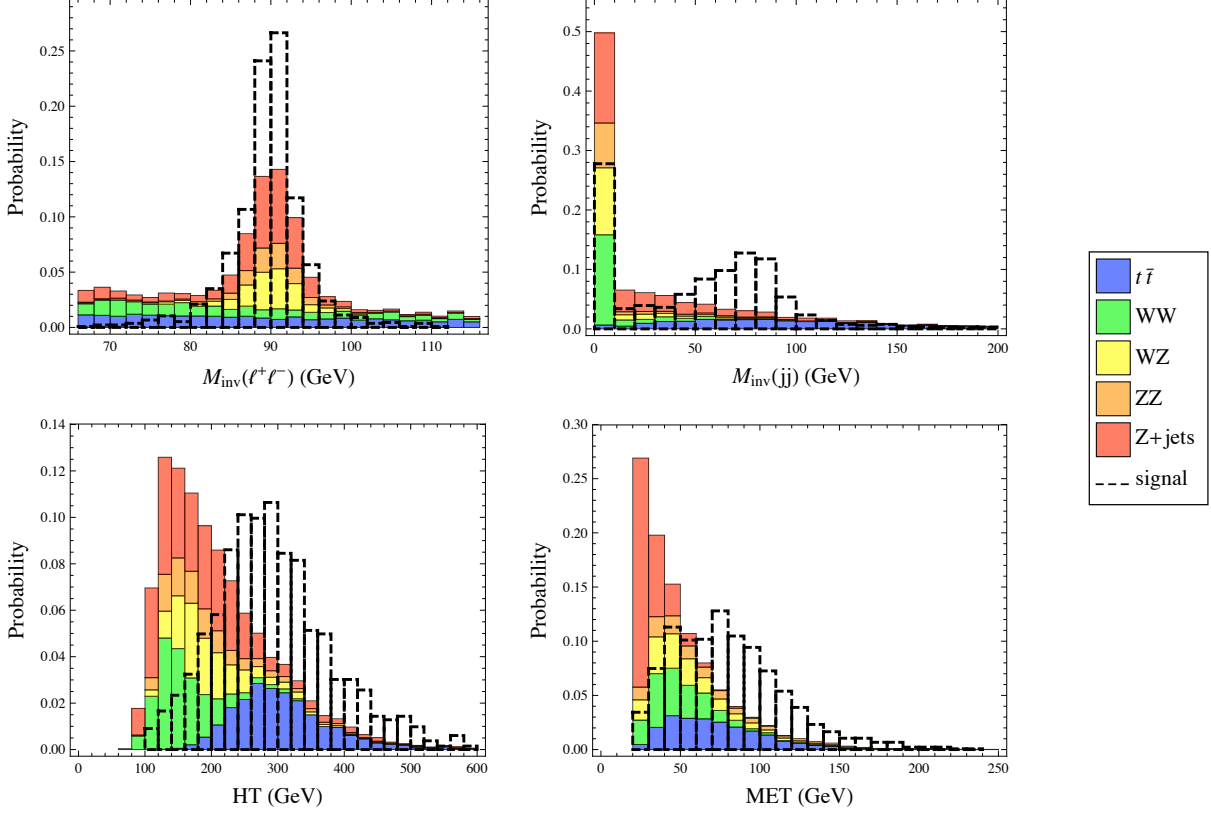 0.25
0.20
0.15
0.10
0.05
0.00
Probability
70 80 90 100 110
M_inv(ℓ⁺ℓ⁻) (GeV)
0.5
0.4
0.3
0.2
0.1
0.0
Probability
0 50 100 150 200
M_inv(jj) (GeV)
t t̄
WW
WZ
ZZ
Z+jets
signal
0.14
0.12
0.10
0.08
0.06
0.04
0.02
0.00
Probability
0 100 200 300 400 500 600
HT (GeV)
0.30
0.25
0.20
0.15
0.10
0.05
0.00
Probability
0 50 100 150 200 250
MET (GeV)